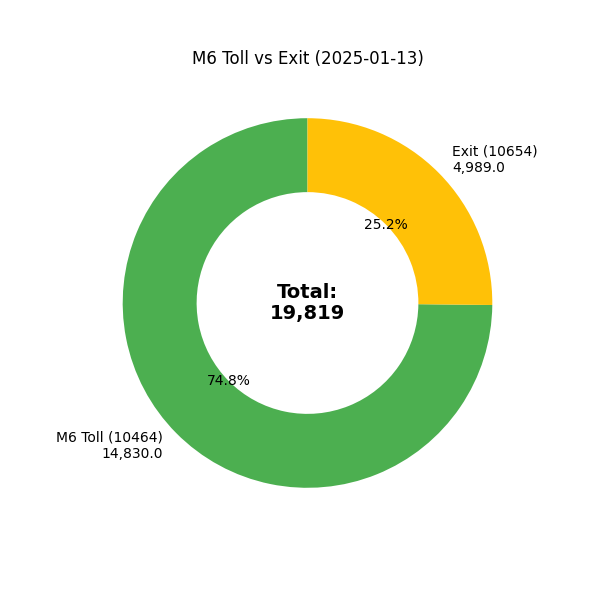 M6 Toll vs Exit (2025-01-13)
Exit (10654)
4,989.0
25.2%
Total:
19,819
74.8%
M6 Toll (10464)
14,830.0